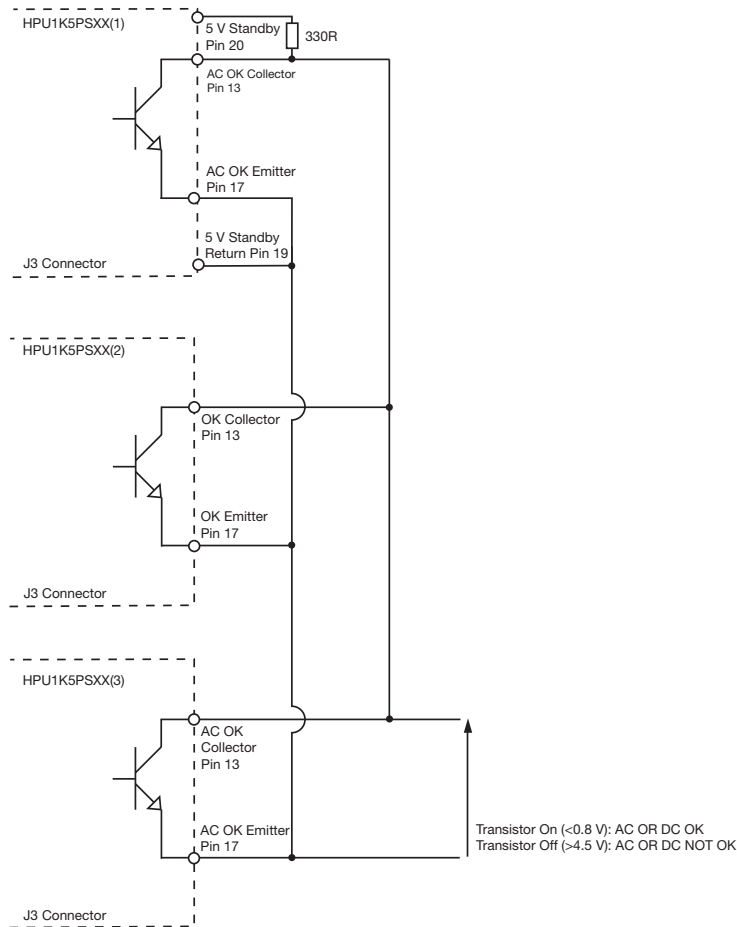 HPU1K5PSXX(1)
5 V Standby
Pin 20
330R
AC OK Collector
Pin 13
AC OK Emitter
Pin 17
5 V Standby
Return Pin 19
J3 Connector
HPU1K5PSXX(2)
OK Collector
Pin 13
OK Emitter
Pin 17
J3 Connector
HPU1K5PSXX(3)
AC OK
Collector
Pin 13
AC OK Emitter
Pin 17
Transistor On (<0.8 V): AC OR DC OK
Transistor Off (>4.5 V): AC OR DC NOT OK
J3 Connector